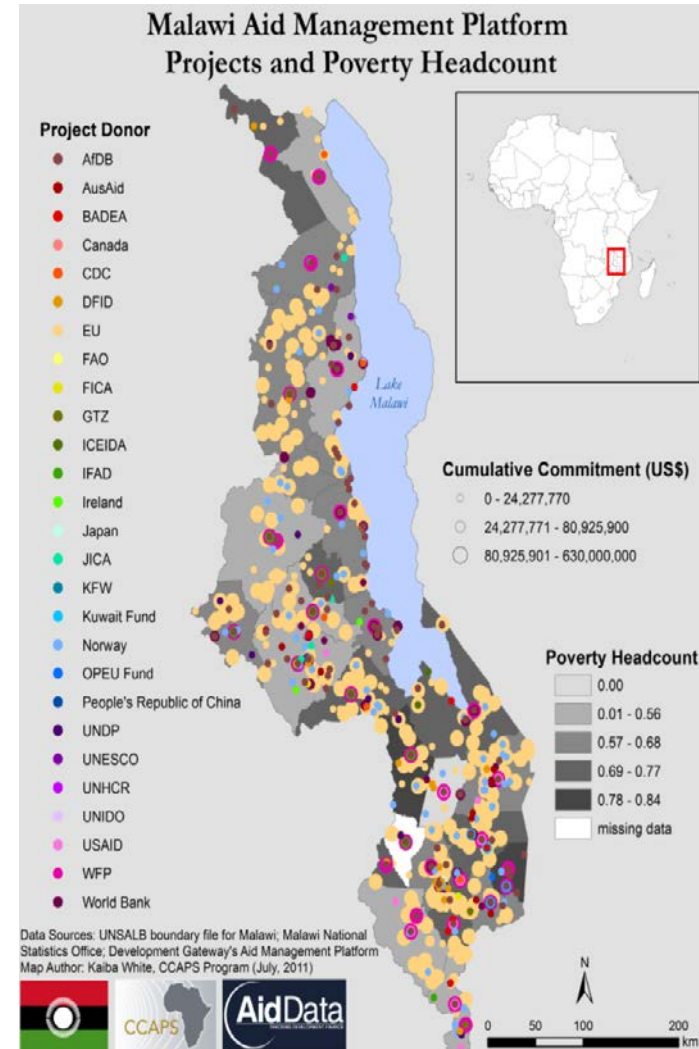 Malawi Aid Management Platform
Projects and Poverty Headcount
Project Donor
AfDB
AusAid
BADEA
Canada
CDC
DFID
EU
FAO
FICA
GTZ
ICEIDA
IFAD
Ireland
Japan
JICA
KFW
Kuwait Fund
Norway
OPEU Fund
People's Republic of China
UNDP
UNESCO
UNHCR
UNIDO
USAID
WFP
World Bank
Lake
Malawi
Cumulative Commitment (US$)
0 - 24,277,770
24,277,771 - 80,925,900
80,925,901 - 630,000,000
Poverty Headcount
0.00
0.01 - 0.56
0.57 - 0.68
0.69 - 0.77
0.78 - 0.84
missing data
Data Sources: UNSALB boundary file for Malawi; Malawi National
Statistics Office; Development Gateway's Aid Management Platform
Map Author: Kaiba White, CCAPS Program (July, 2011)
CCAPS
AidData
N
0 50 100 200
km